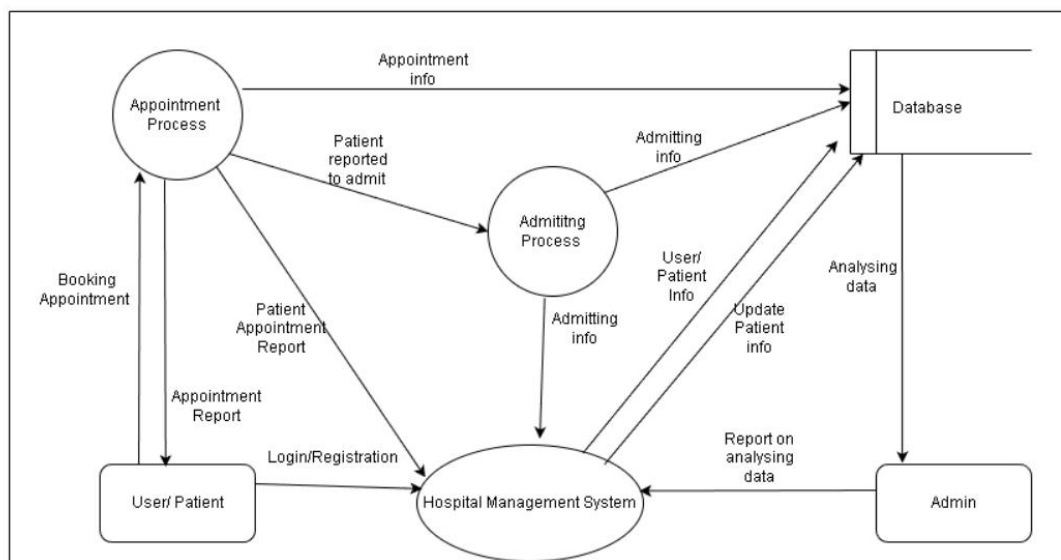 Appointment
info
Appointment
Process
Database
Patient
reported
to admit
Admitting
info
Admititng
Process
User/
Patient
Info
Analysing
data
Booking
Appointment
Patient
Appointment
Report
Admitting
info
Update
Patient
info
Appointment
Report
Login/Registration
Report on
analysing
data
User/ Patient
Hospital Management System
Admin